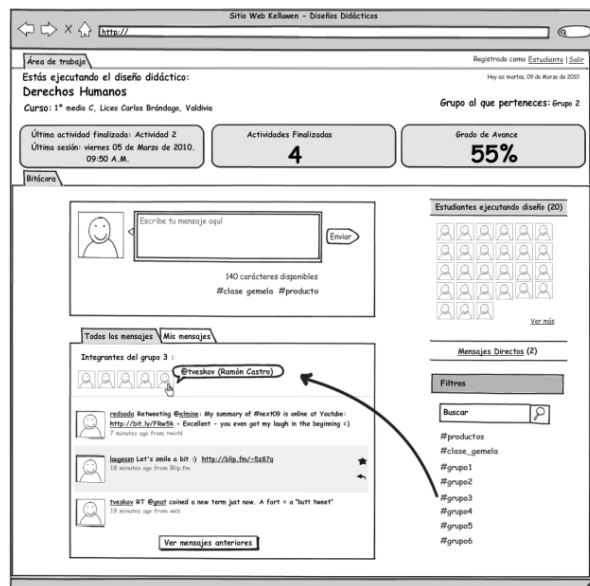 Sitio Web Kelluwen - Diseños Didácticos
http://
Área de trabajo
Registrado como Estudiante | Salir
Estás ejecutando el diseño didáctico:
Hoy es martes, 09 de Marzo de 2010
Derechos Humanos
Curso: 1° medio C, Liceo Carlos Brándago, Valdivia
Grupo al que perteneces: Grupo 2
Última actividad finalizada: Actividad 2
Última sesión: viernes 05 de Marzo de 2010.
09:50 A.M.
Actividades Finalizadas
4
Grado de Avance
55%
Bitácora
Escribe tu mensaje aquí
Enviar
140 carácteres disponibles
#clase gemela #producto
Todos los mensajes
Mis mensajes
Integrantes del grupo 3 :
@tveskov (Ramón Castro)
redsoda Retweeting @elmine: My summary of #next09 is online at Youtube:
http://bit.ly/FRw5k - Excellent - you even got my laugh in the beginning =)
7 minutes ago from twirhl
laugesen Let's smile a bit :) http://blip.fm/~5z87q
18 minutes ago from Blip.fm
tveskov RT @gnat coined a new term just now. A fart = a "butt tweet"
19 minutes ago from web
Ver mensajes anteriores
Estudiantes ejecutando diseño (20)
Ver más
Mensajes Directos (2)
Filtros
Buscar
#productos
#clase_gemela
#grupo1
#grupo2
#grupo3
#grupo4
#grupo5
#grupo6